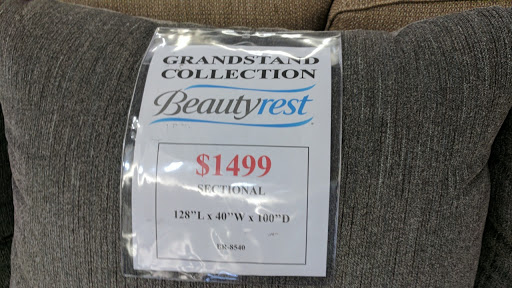 GRANDSTAND
COLLECTION
Beautyrest
$1499
SECTIONAL
128"L x 40"W x 100"D